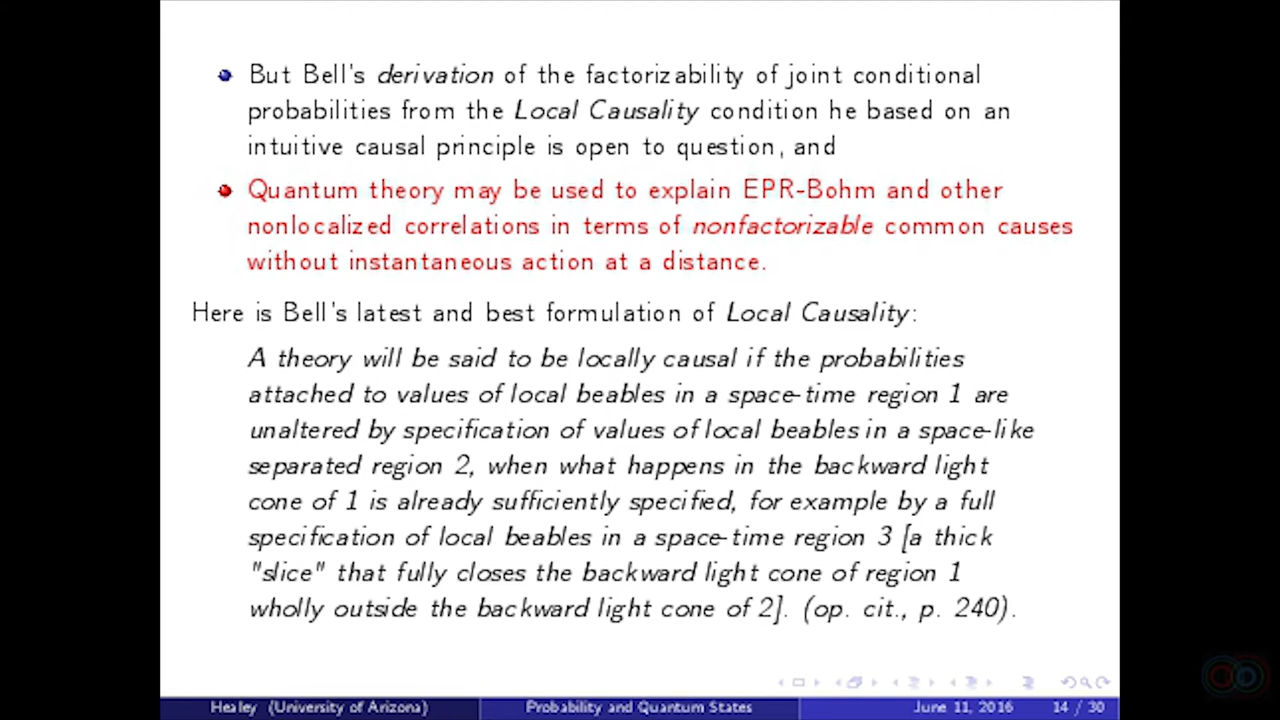 But Bell's derivation of the factorizability of joint conditional
probabilities from the Local Causality condition he based on an
intuitive causal principle is open to question, and
Quantum theory may be used to explain EPR-Bohm and other
nonlocalized correlations in terms of nonfactorizable common causes
without instantaneous action at a distance.
Here is Bell's latest and best formulation of Local Causality:
A theory will be said to be locally causal if the probabilities
attached to values of local beables in a space-time region 1 are
unaltered by specification of values of local beables in a space-like
separated region 2, when what happens in the backward light
cone of 1 is already sufficiently specified, for example by a full
specification of local beables in a space-time region 3 [a thick
"slice" that fully closes the backward light cone of region 1
wholly outside the backward light cone of 2]. (op. cit., p. 240).
Healey (University of Arizona) Probability and Quantum States June 11, 2016 14 / 30